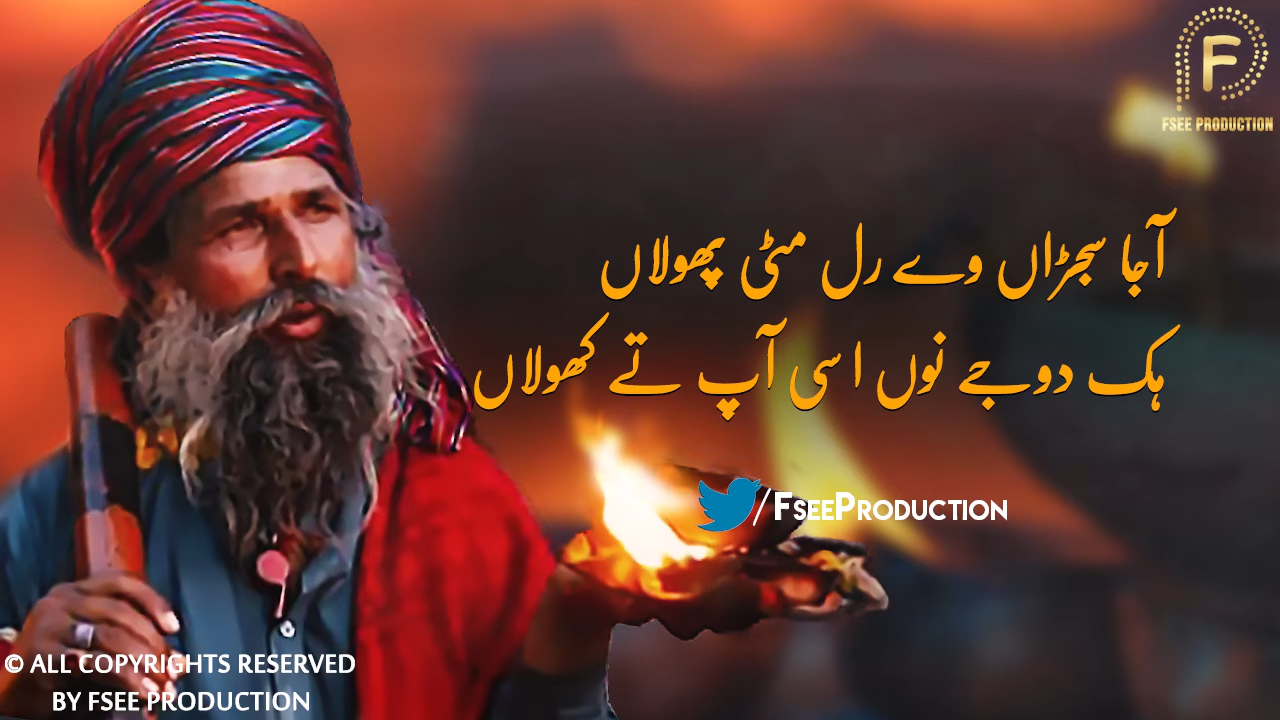 F
FSEE PRODUCTION
آجا سجڑاں وے رل مٹی پھولاں
ہک دوجے نوں اسی آپ تے کھولاں
/FSEEPRODUCTION
© ALL COPYRIGHTS RESERVED
BY FSEE PRODUCTION